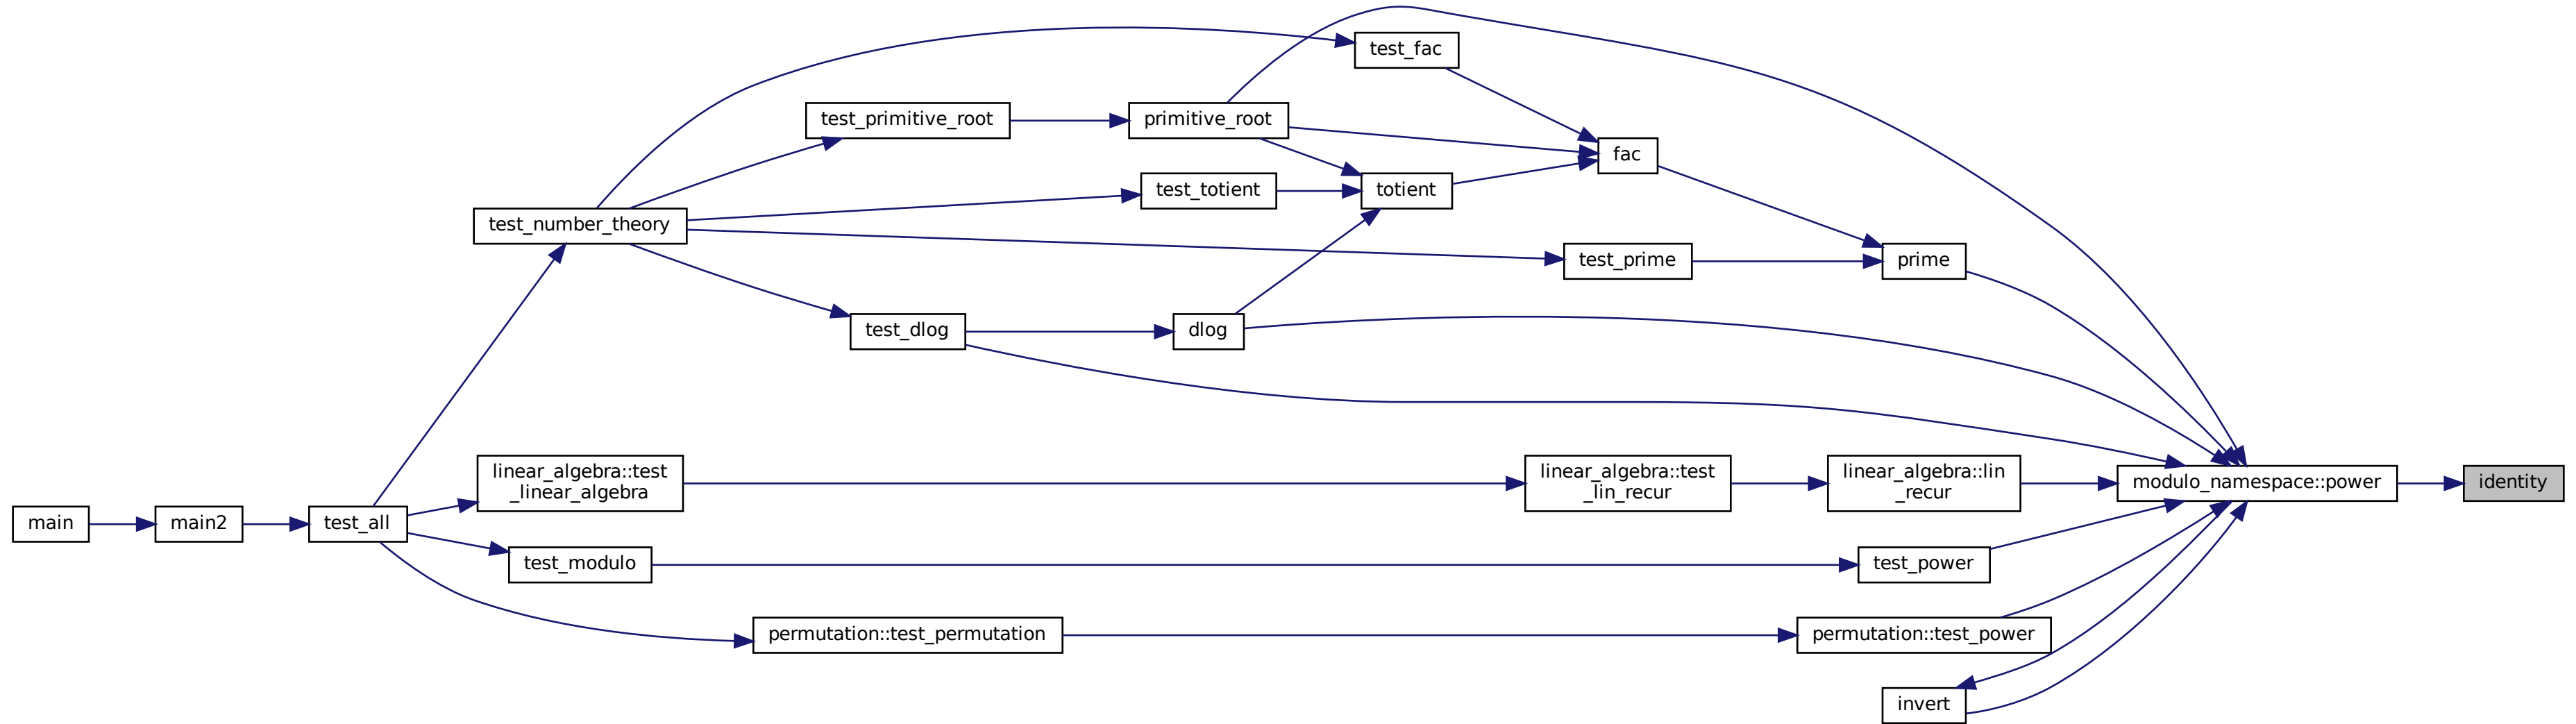 test_fac
test_primitive_root
primitive_root
fac
test_totient
totient
test_number_theory
test_prime
prime
test_dlog
dlog
linear_algebra::test
_linear_algebra
linear_algebra::test
_lin_recur
linear_algebra::lin
_recur
modulo_namespace::power
identity
main
main2
test_all
test_modulo
test_power
permutation::test_permutation
permutation::test_power
invert